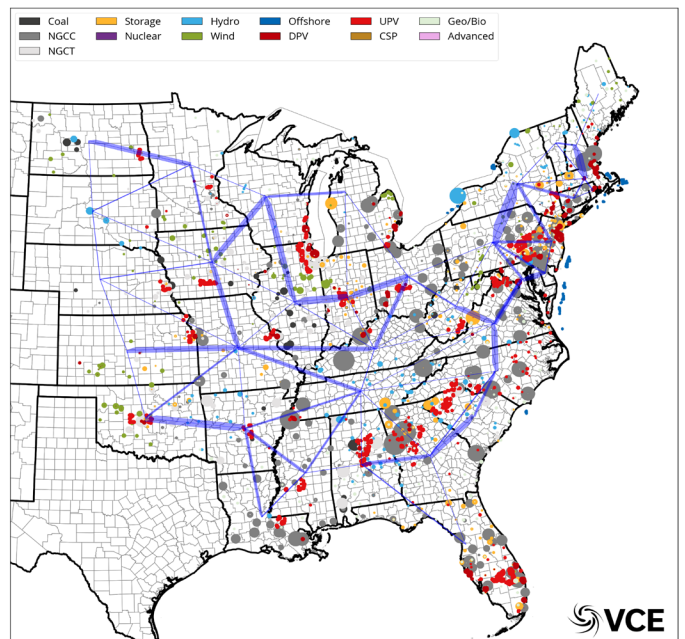 Coal Storage Hydro Offshore UPV Geo/Bio
NGCC Nuclear Wind DPV CSP Advanced
NGCT
VCE